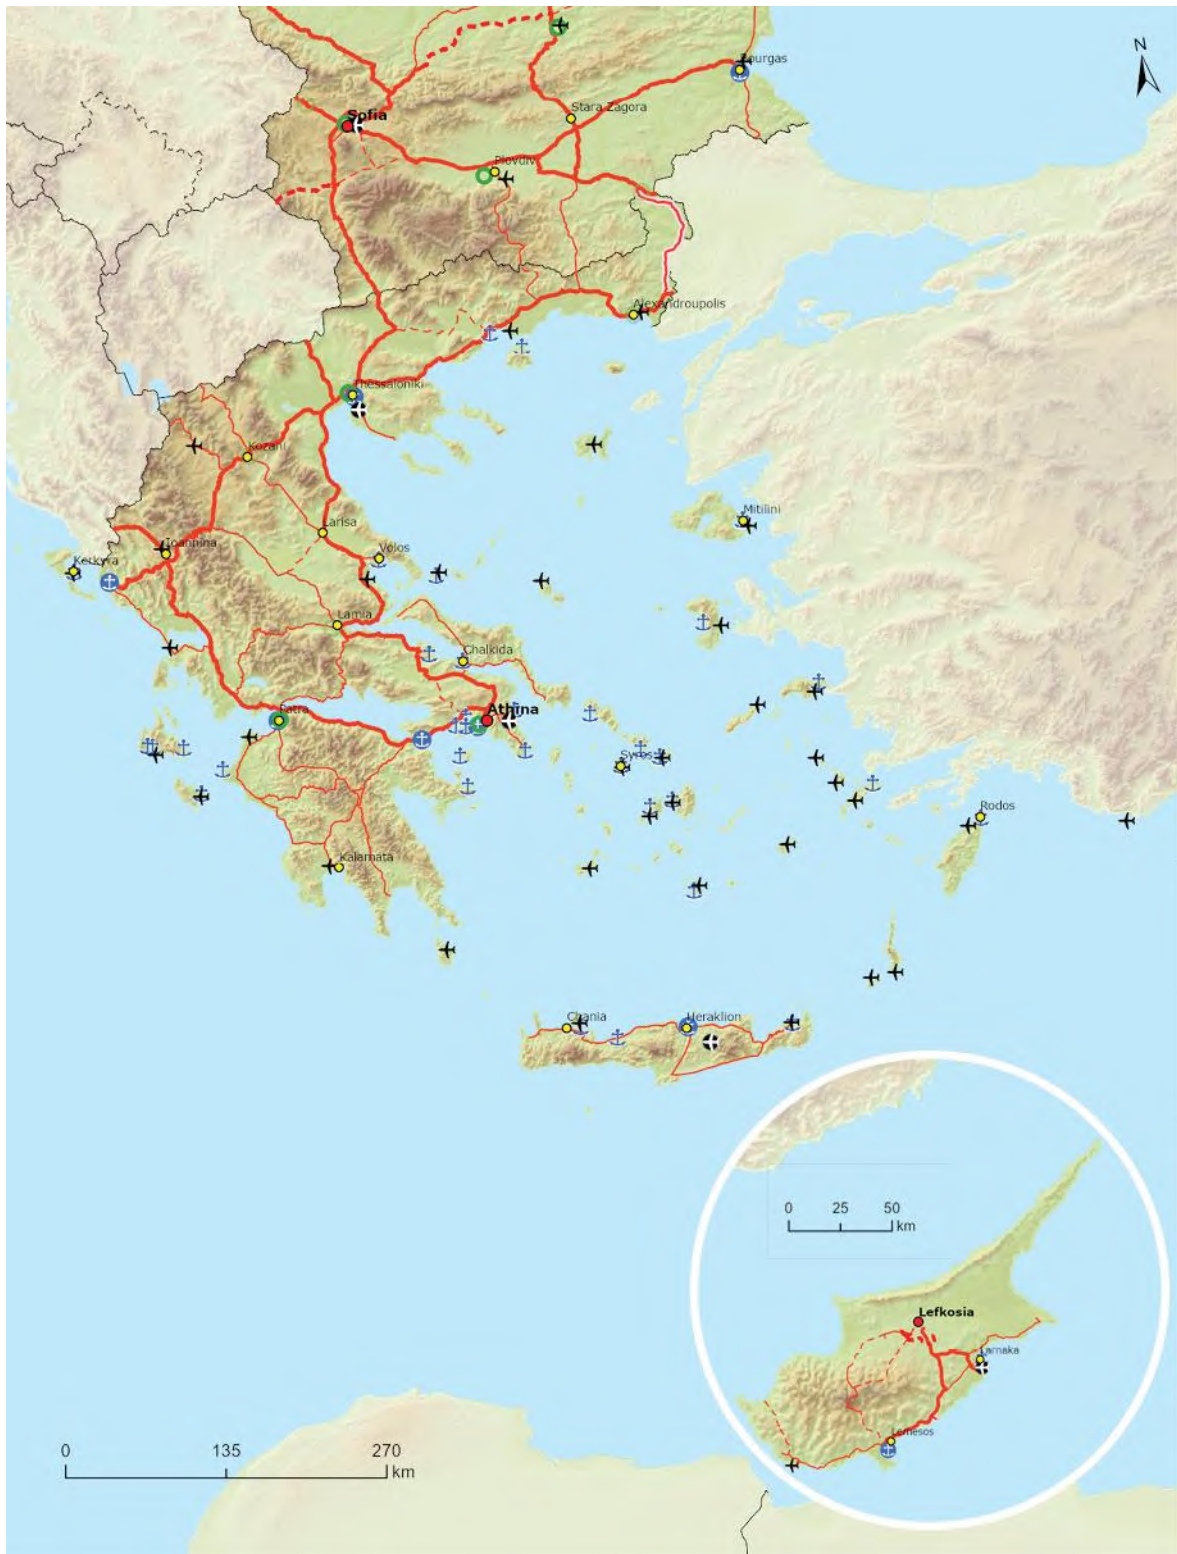 N
Bourgas
Stara Zagora
Sofia
Plovdiv
Alexandroupolis
Thessaloniki
Kozani
Mitilini
Larisa
Ioannina
Volos
Kerkyra
Lamia
Chalkida
Athina
Patra
Syros
Rodos
Kalamata
Chania
Heraklion
0 25 50
km
Lefkosia
Larnaka
Lemesos
0 135 270
km